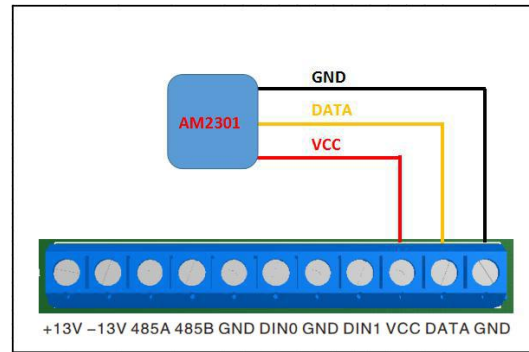 GND
DATA
AM2301
VCC
+13V −13V 485A 485B GND DIN0 GND DIN1 VCC DATA GND